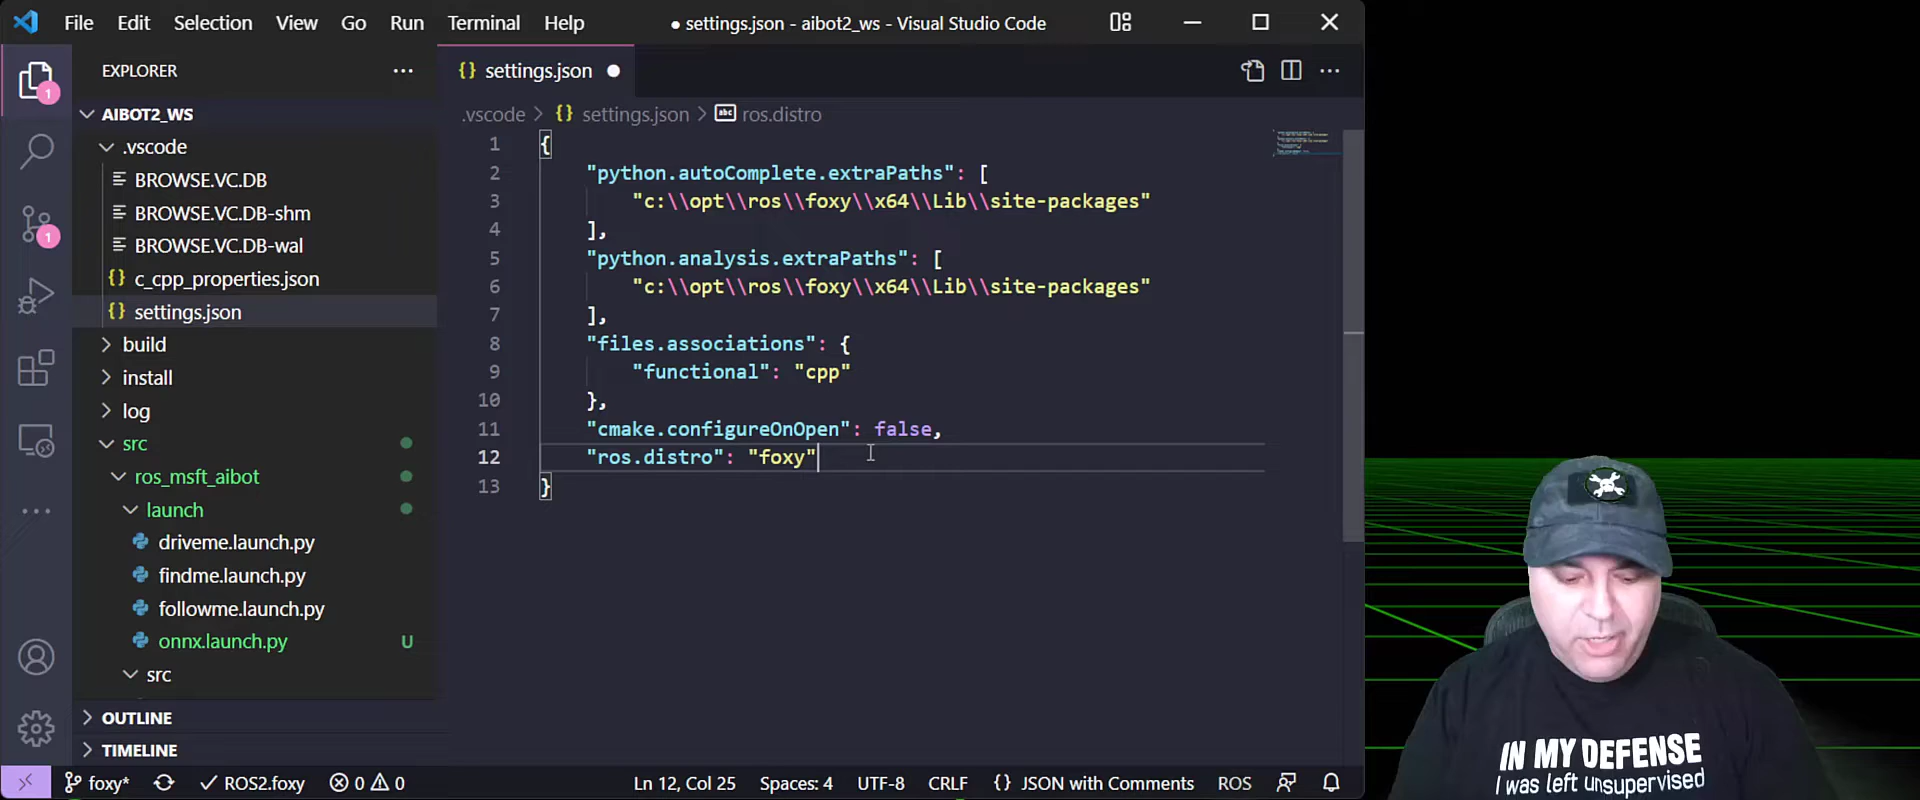 File Edit Selection View Go Run Terminal Help
● settings.json - aibot2_ws - Visual Studio Code
EXPLORER
{} settings.json
AIBOT2_WS
.vscode > {} settings.json > abc ros.distro
.vscode
BROWSE.VC.DB
BROWSE.VC.DB-shm
BROWSE.VC.DB-wal
{} c_cpp_properties.json
{} settings.json
build
install
log
src
ros_msft_aibot
launch
driveme.launch.py
findme.launch.py
followme.launch.py
onnx.launch.py U
src
OUTLINE
TIMELINE
1
1
1 {
2 "python.autoComplete.extraPaths": [
3 "c:\\opt\\ros\\foxy\\x64\\Lib\\site-packages"
4 ],
5 "python.analysis.extraPaths": [
6 "c:\\opt\\ros\\foxy\\x64\\Lib\\site-packages"
7 ],
8 "files.associations": {
9 "functional": "cpp"
10 },
11 "cmake.configureOnOpen": false,
12 "ros.distro": "foxy"
13 }
foxy* ROS2.foxy 0 0 Ln 12, Col 25 Spaces: 4 UTF-8 CRLF {} JSON with Comments ROS
IN MY DEFENSE
I was left unsupervised